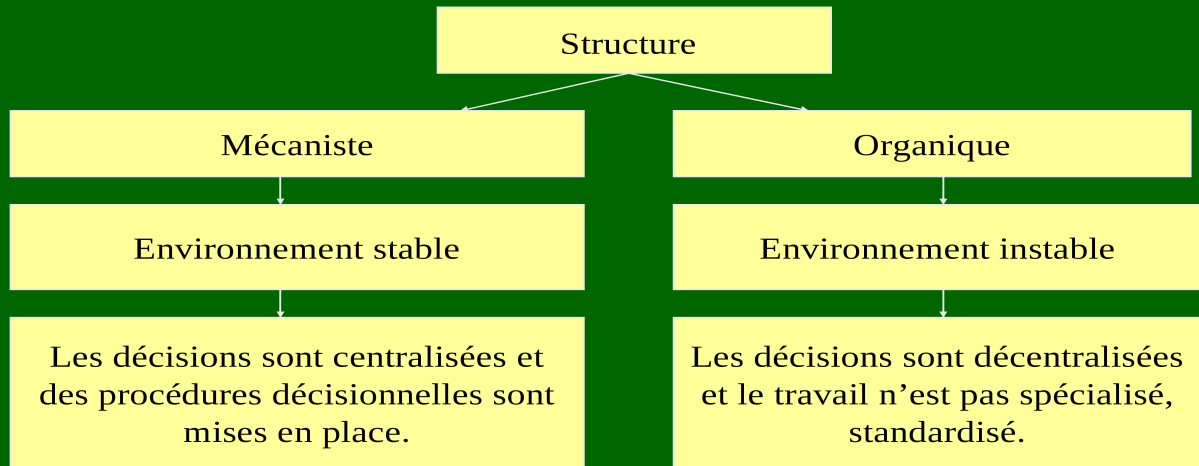 Structure
Mécaniste
Organique
Environnement stable
Environnement instable
Les décisions sont centralisées et
des procédures décisionnelles sont
mises en place.
Les décisions sont décentralisées
et le travail n’est pas spécialisé,
standardisé.